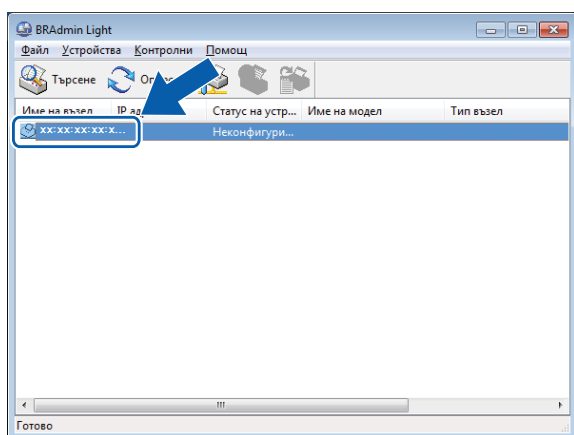 BRAdmin Light
Файл Устройства Контролни Помощ
Търсене
Име на възел Статус на устр... Име на модел Тип възел
xx:xx:xx:xx:x... Неконфигури...
Готово